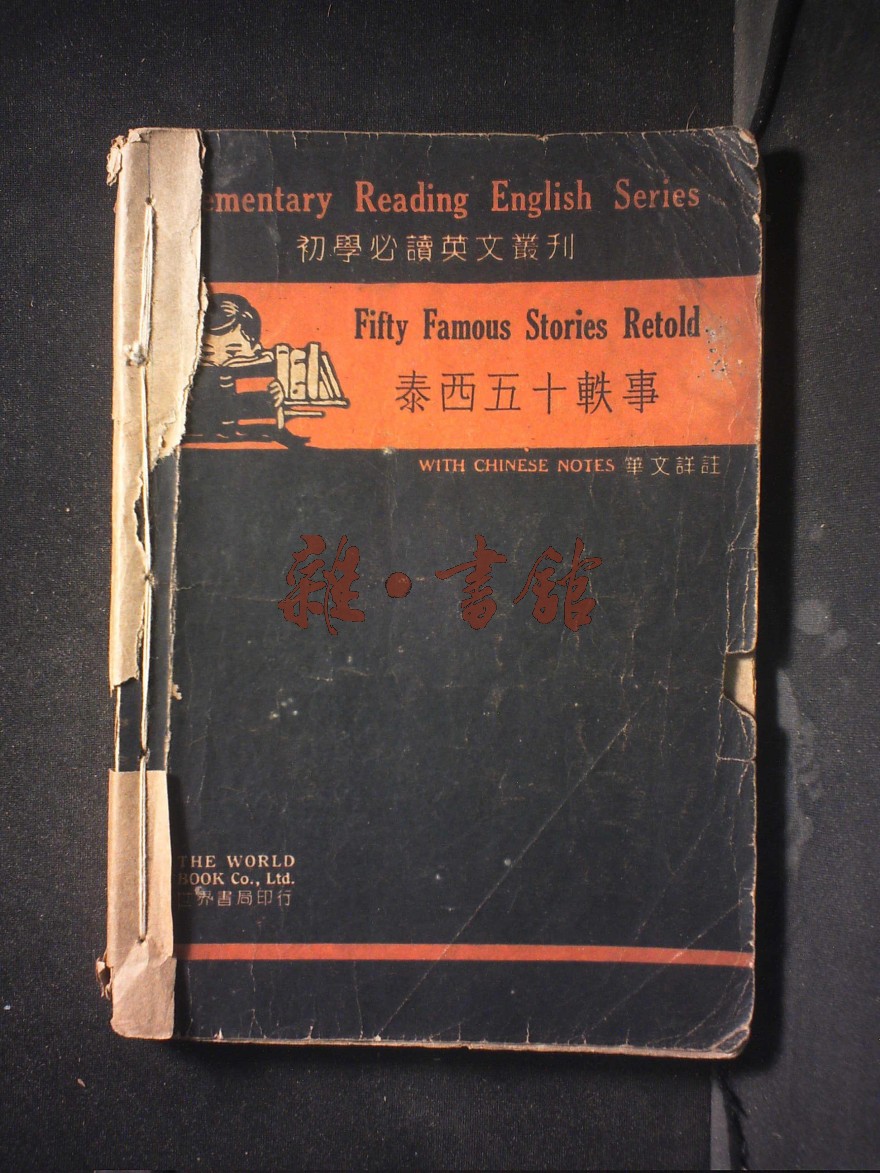 ementary Reading English Series
初學必讀英文叢刊
Fifty Famous Stories Retold
泰西五十軼事
WITH CHINESE NOTES 華文詳註
雜·書館
THE WORLD
BOOK Co., Ltd.
世界書局印行